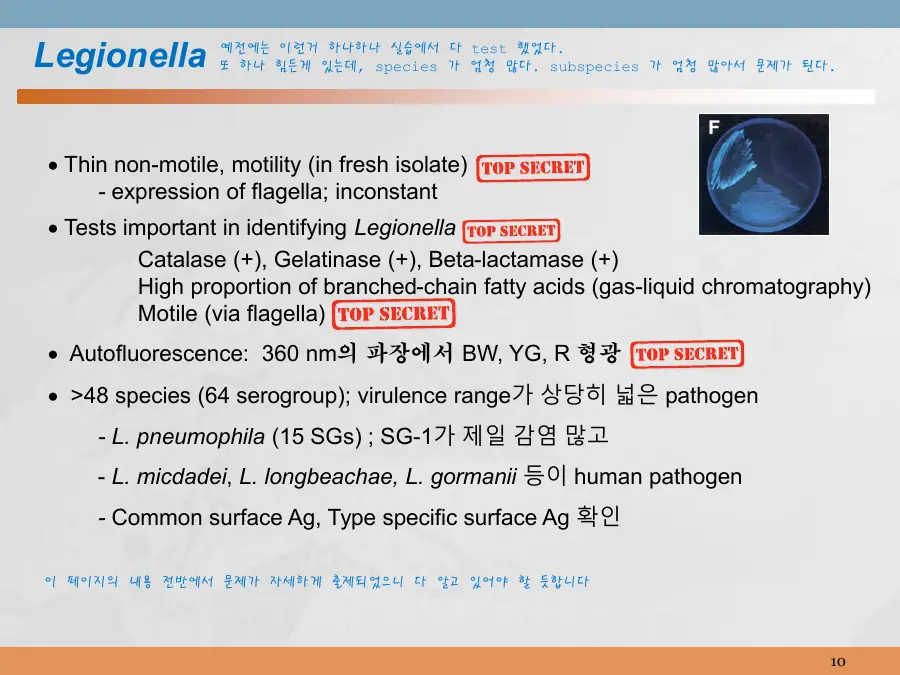 Legionella
예전에는 이런거 하나하나 실습에서 다 test 했었다.
또 하나 힘든게 있는데, species 가 엄청 많다. subspecies 가 엄청 많아서 문제가 된다.
F
• Thin non-motile, motility (in fresh isolate) TOP SECRET
- expression of flagella; inconstant
• Tests important in identifying Legionella TOP SECRET
Catalase (+), Gelatinase (+), Beta-lactamase (+)
High proportion of branched-chain fatty acids (gas-liquid chromatography)
Motile (via flagella) TOP SECRET
• Autofluorescence: 360 nm의 파장에서 BW, YG, R 형광 TOP SECRET
• >48 species (64 serogroup); virulence range가 상당히 넓은 pathogen
- L. pneumophila (15 SGs) ; SG-1가 제일 감염 많고
- L. micdadei, L. longbeachae, L. gormanii 등이 human pathogen
- Common surface Ag, Type specific surface Ag 확인
이 페이지의 내용 전반에서 문제가 자세하게 출제되었으니 다 알고 있어야 할 듯합니다
10